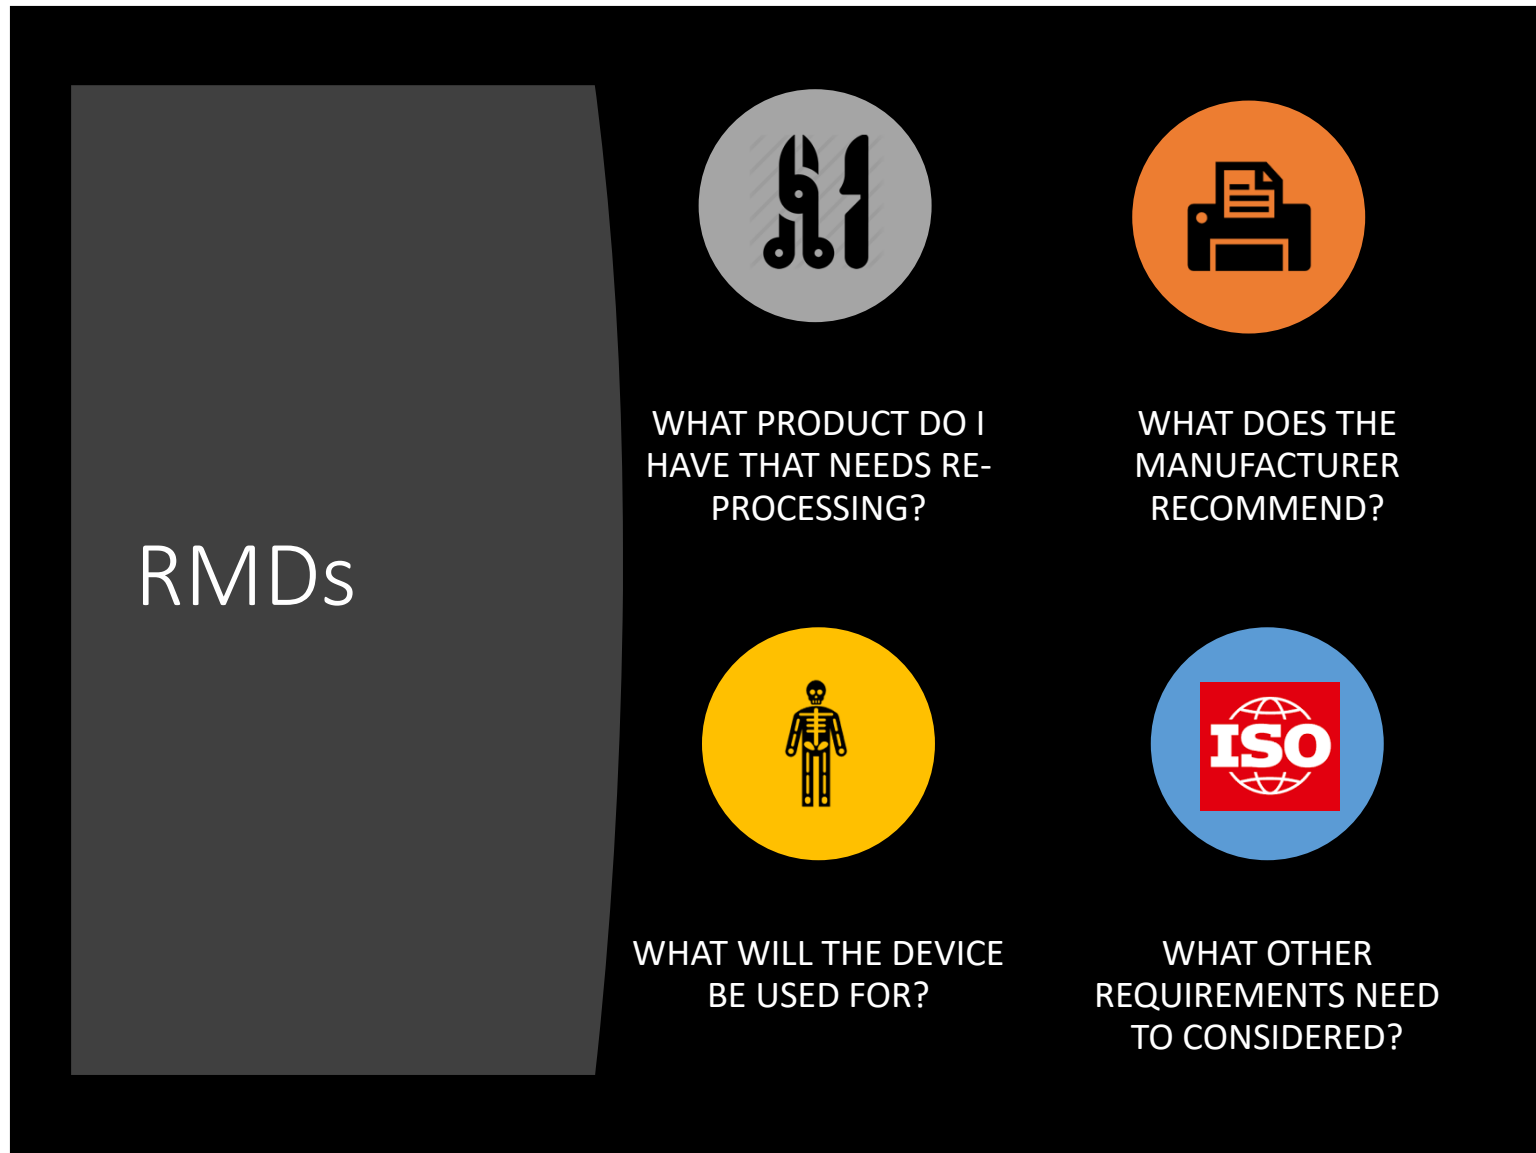 RMDs
WHAT PRODUCT DO I
HAVE THAT NEEDS RE-
PROCESSING?
WHAT DOES THE
MANUFACTURER
RECOMMEND?
WHAT WILL THE DEVICE
BE USED FOR?
ISO
WHAT OTHER
REQUIREMENTS NEED
TO CONSIDERED?